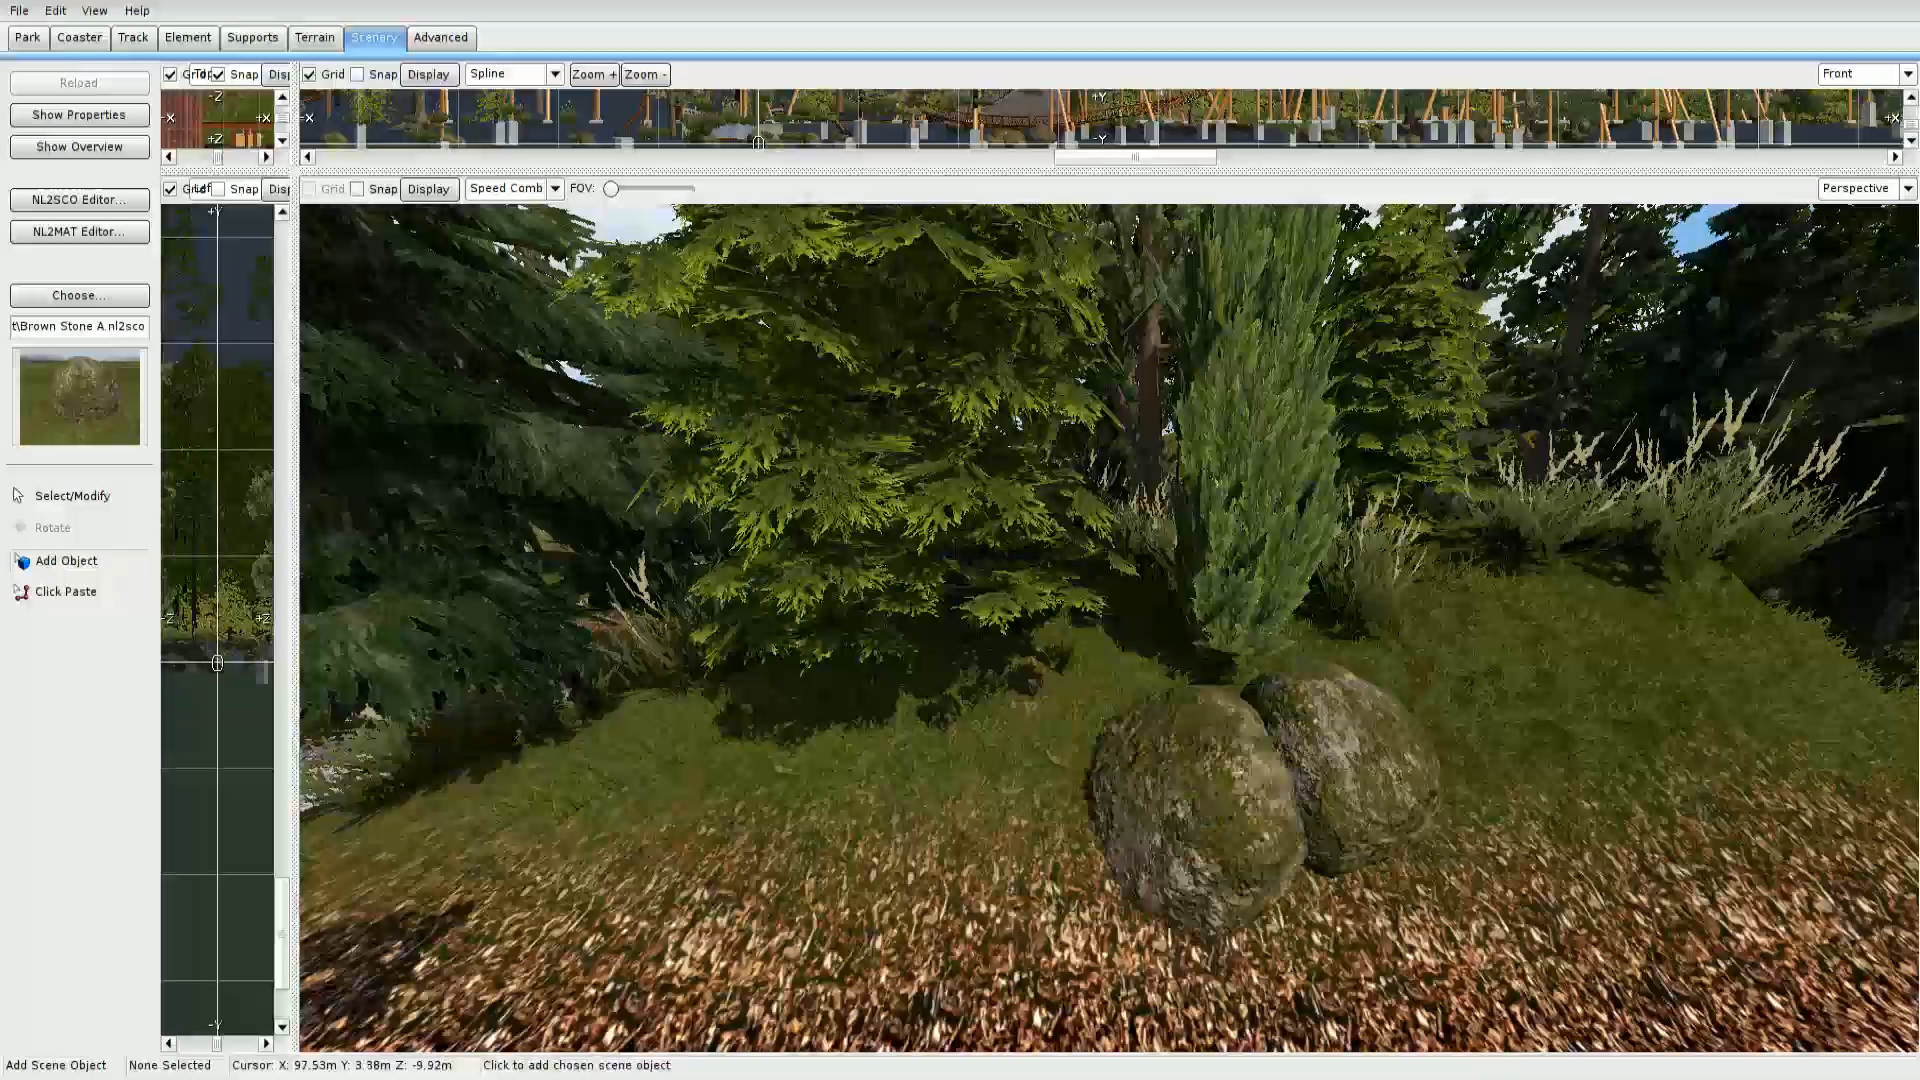 File Edit View Help
Park Coaster Track Element Supports Terrain Scenery Advanced
Reload
Show Properties
Show Overview
NL2SCO Editor...
NL2MAT Editor...
Choose...
t\Brown Stone A.nl2sco
Select/Modify
Rotate
Add Object
Click Paste
Snap Disp
Grid Snap Display Spline Zoom + Zoom - Front
-Z
-X +X
+Z
-X +Y +X
-Y
Snap Disp
Grid Snap Display Speed Comb FOV: Perspective
+Y
-Z +Z
-Y
Add Scene Object None Selected Cursor: X: 97.53m Y: 3.38m Z: -9.92m Click to add chosen scene object